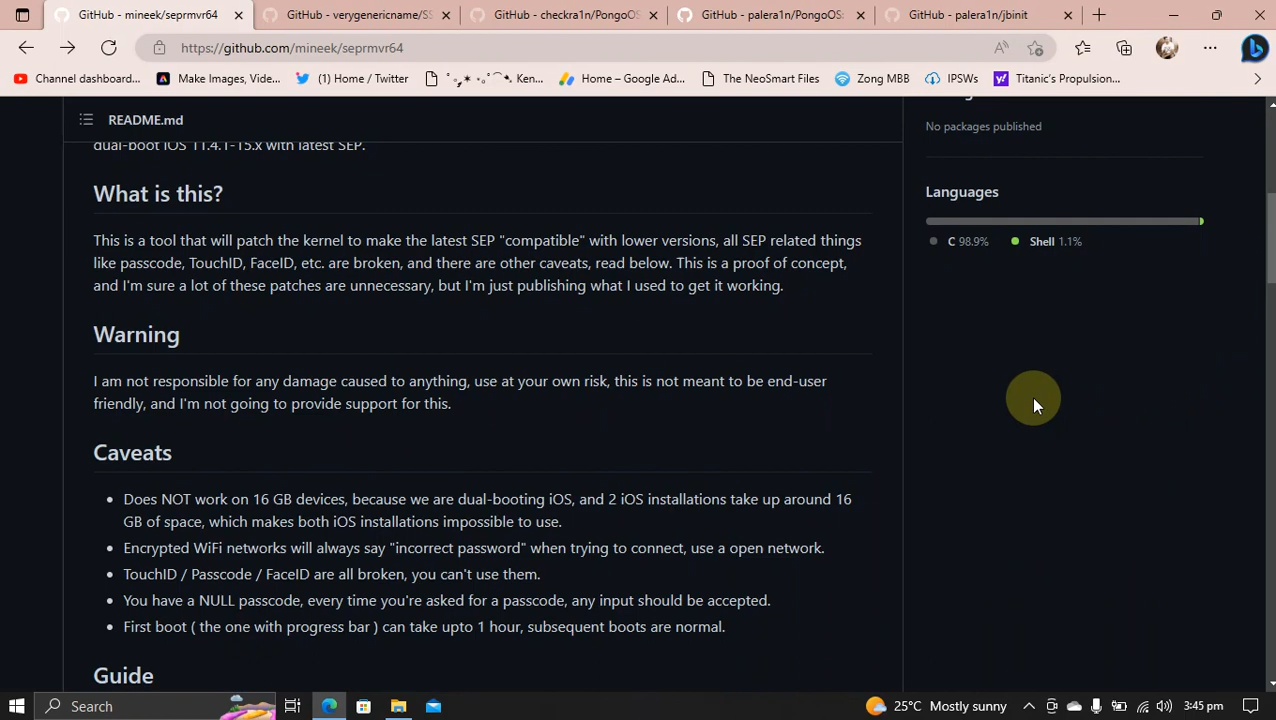 GitHub - mineek/seprmvr64
GitHub - verygenericname/SS
GitHub - checkra1n/PongoOS
GitHub - palera1n/PongoOS:
GitHub - palera1n/jbinit
https://github.com/mineek/seprmvr64
Channel dashboard...
Make Images, Vide...
(1) Home / Twitter
Ken...
Home – Google Ad...
The NeoSmart Files
Zong MBB
IPSWs
Titanic's Propulsion...
README.md
No packages published
dual-boot iOS 11.4.1-15.x with latest SEP.
What is this?
Languages
This is a tool that will patch the kernel to make the latest SEP "compatible" with lower versions, all SEP related things
C 98.9% Shell 1.1%
like passcode, TouchID, FaceID, etc. are broken, and there are other caveats, read below. This is a proof of concept,
and I'm sure a lot of these patches are unnecessary, but I'm just publishing what I used to get it working.
Warning
I am not responsible for any damage caused to anything, use at your own risk, this is not meant to be end-user
friendly, and I'm not going to provide support for this.
Caveats
• Does NOT work on 16 GB devices, because we are dual-booting iOS, and 2 iOS installations take up around 16
GB of space, which makes both iOS installations impossible to use.
• Encrypted WiFi networks will always say "incorrect password" when trying to connect, use a open network.
• TouchID / Passcode / FaceID are all broken, you can't use them.
• You have a NULL passcode, every time you're asked for a passcode, any input should be accepted.
• First boot ( the one with progress bar ) can take upto 1 hour, subsequent boots are normal.
Guide
Search
25°C Mostly sunny
3:45 pm